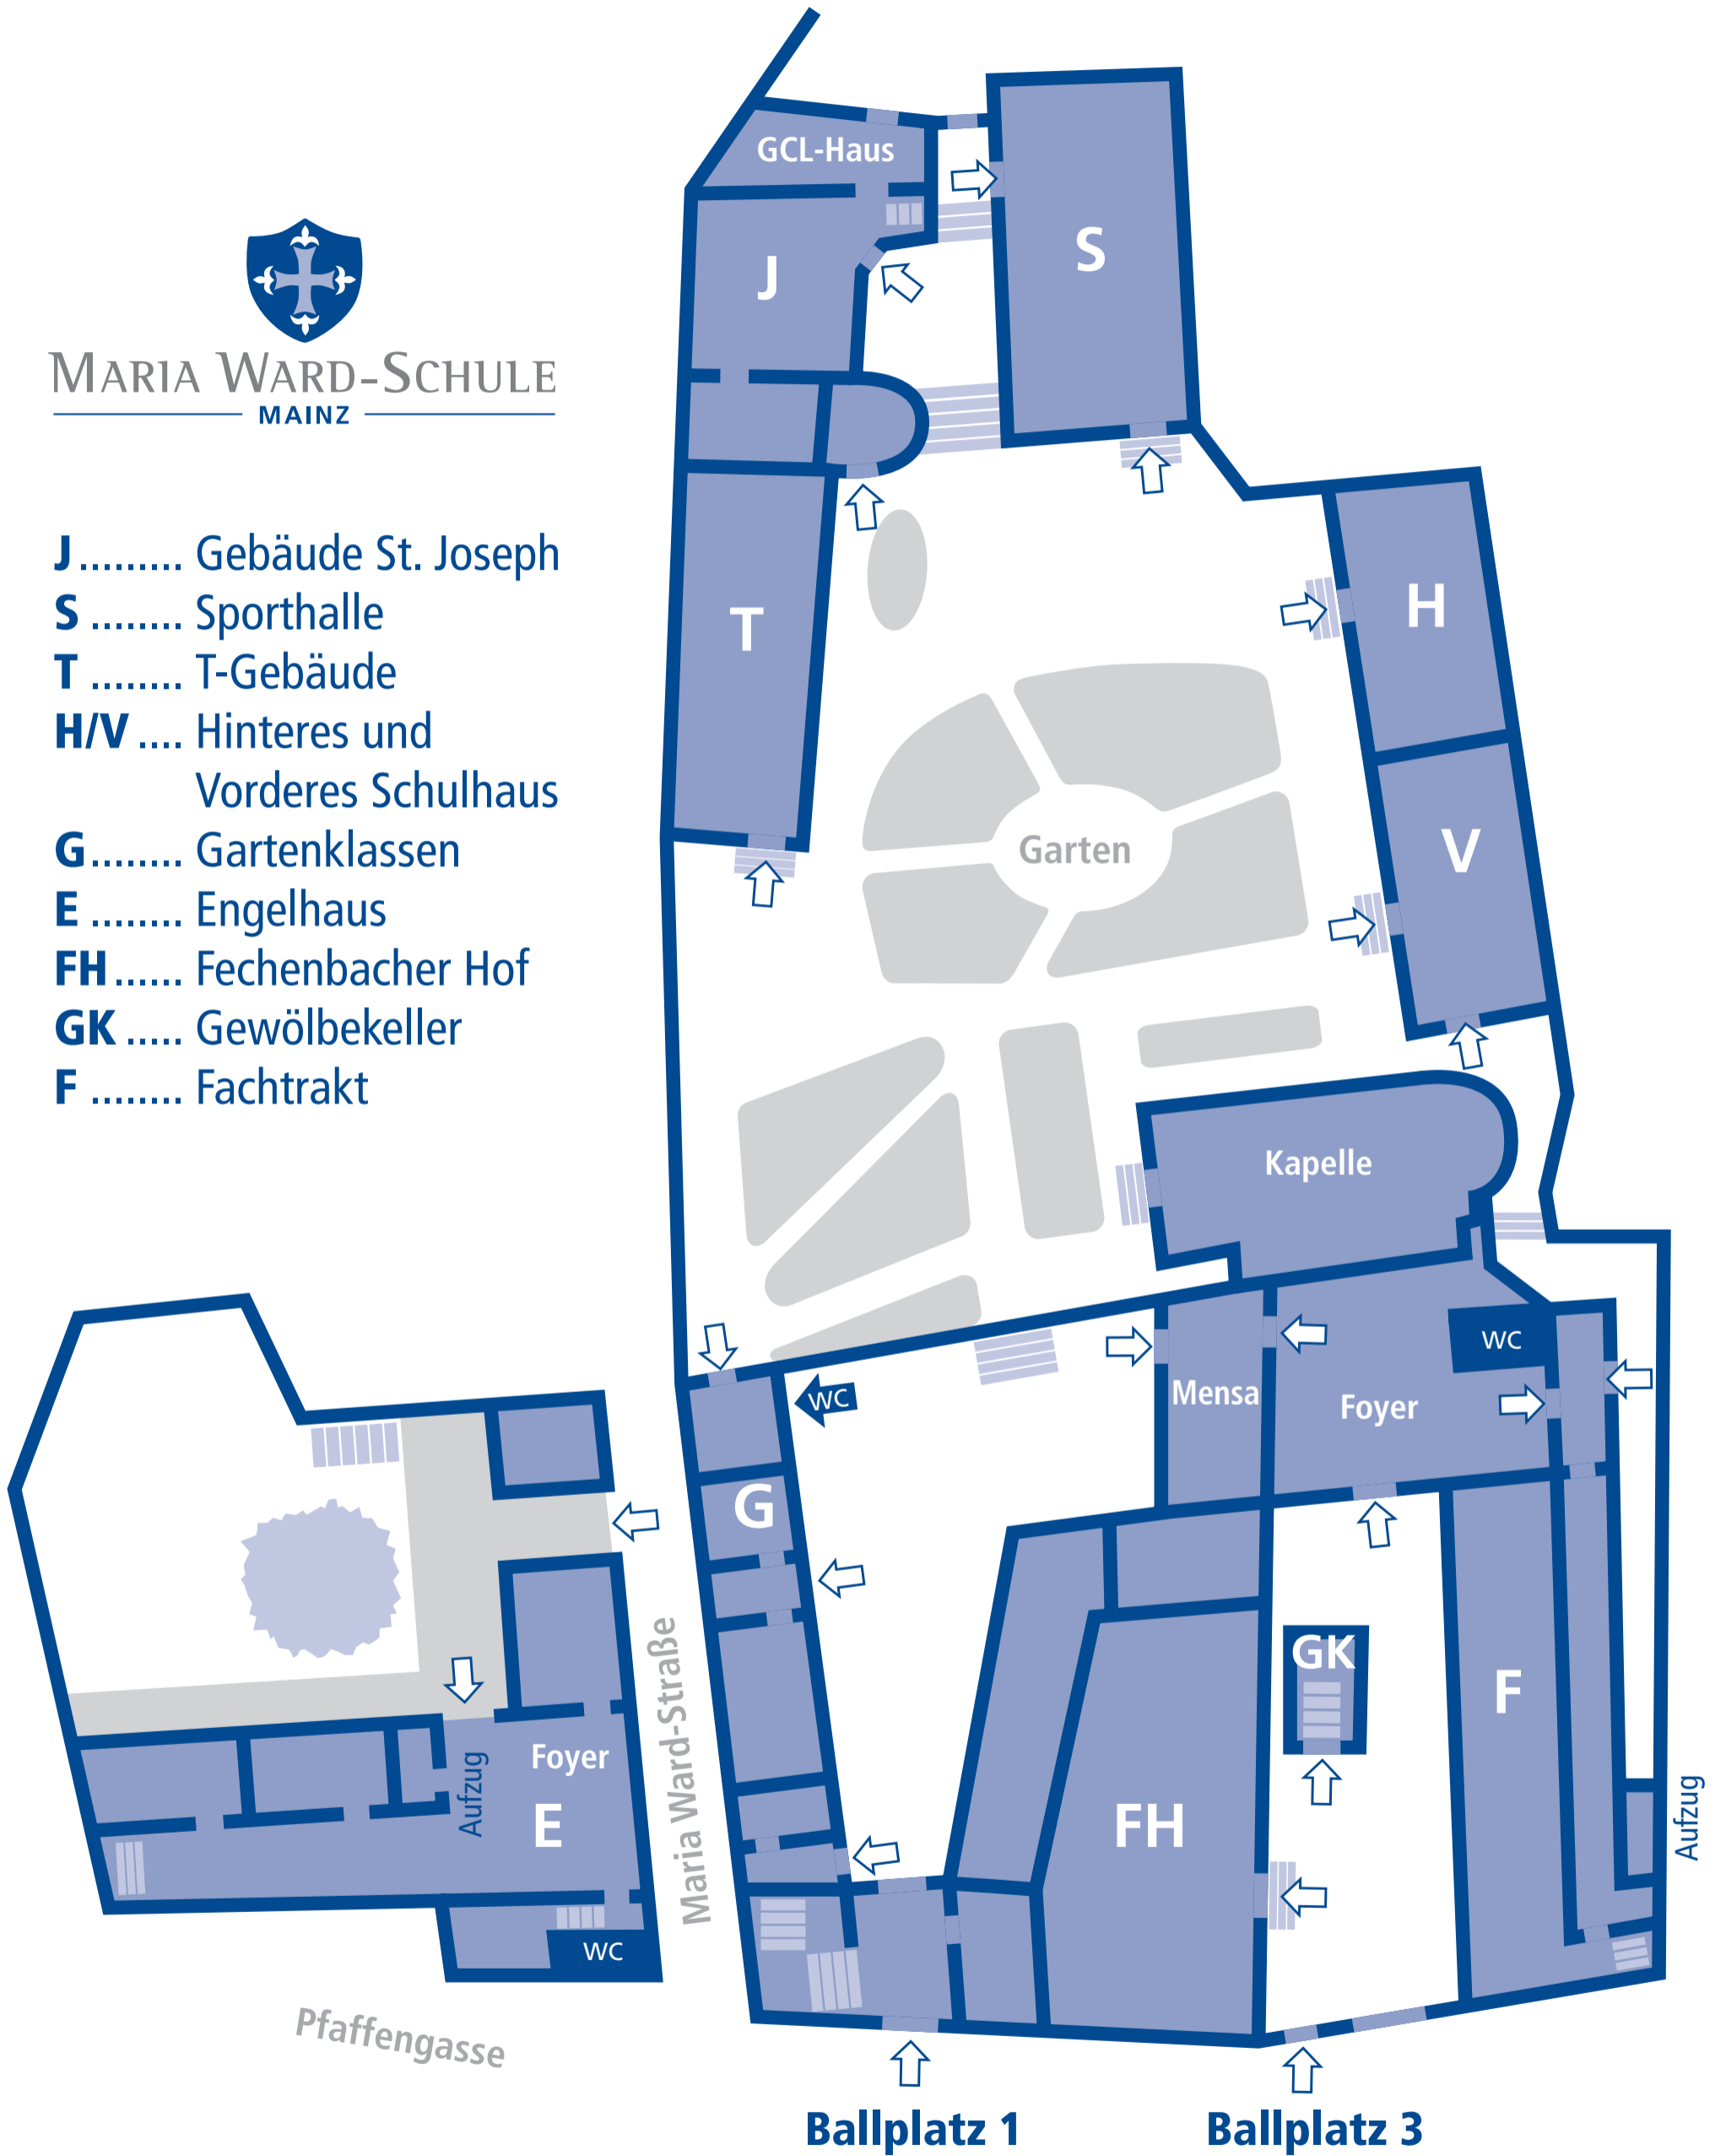 MARIA WARD-SCHULE
MAINZ
J ......... Gebäude St. Joseph
S ........ Sporthalle
T ........ T-Gebäude
H/V .... Hinteres und
Vorderes Schulhaus
G ........ Gartenklassen
E ........ Engelhaus
FH ...... Fechenbacher Hof
GK ..... Gewölbekeller
F ........ Fachtrakt
GCL-Haus
J
S
T
H
V
Garten
Kapelle
WC
WC
Mensa
Foyer
G
GK
F
FH
Aufzug
Maria Ward-Straße
Foyer
Aufzug
E
WC
Pfaffengasse
Ballplatz 1
Ballplatz 3